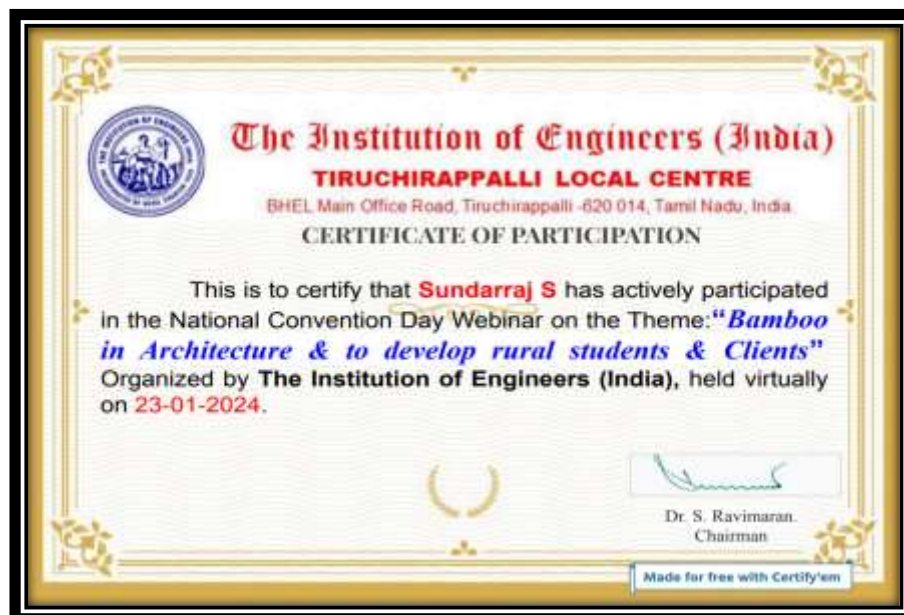 The Institution of Engineers (India)
TIRUCHIRAPPALLI LOCAL CENTRE
BHEL Main Office Road, Tiruchirappalli -620 014, Tamil Nadu, India
CERTIFICATE OF PARTICIPATION
This is to certify that Sundarraj S has actively participated
in the National Convention Day Webinar on the Theme:“Bamboo
in Architecture & to develop rural students & Clients”
Organized by The Institution of Engineers (India), held virtually
on 23-01-2024.
Dr. S. Ravimaran.
Chairman
Made for free with Certify'em